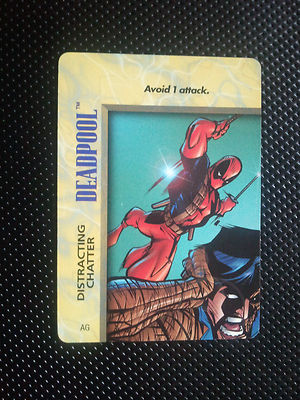 Avoid 1 attack.
DEADPOOL™
DISTRACTING
CHATTER
AG